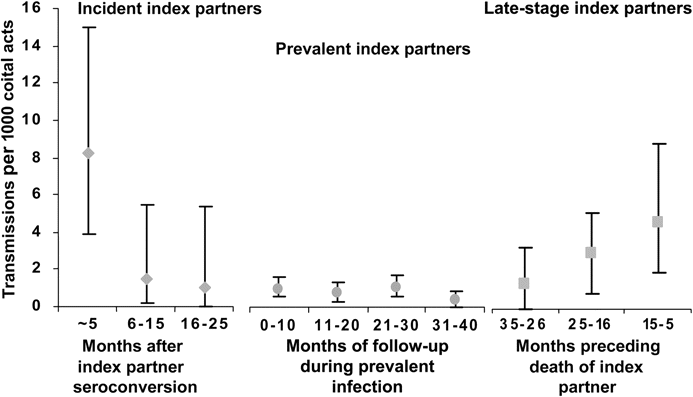 Incident index partners
Prevalent index partners
Late-stage index partners
Transmissions per 1000 coital acts
16
14
12
10
8
6
4
2
0
~5
6-15
16-25
0-10
11-20
21-30
31-40
35-26
25-16
15-5
Months after
index partner
seroconversion
Months of follow-up
during prevalent
infection
Months preceding
death of index
partner